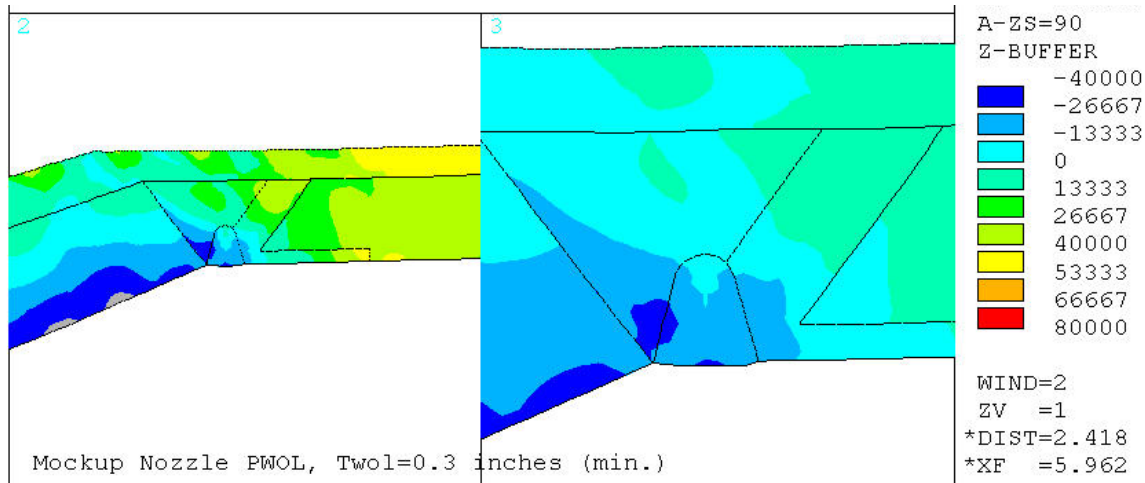 2
3
A-ZS=90
Z-BUFFER
-40000
-26667
-13333
0
13333
26667
40000
53333
66667
80000
WIND=2
ZV =1
*DIST=2.418
*XF =5.962
Mockup Nozzle PWOL, Twol=0.3 inches (min.)